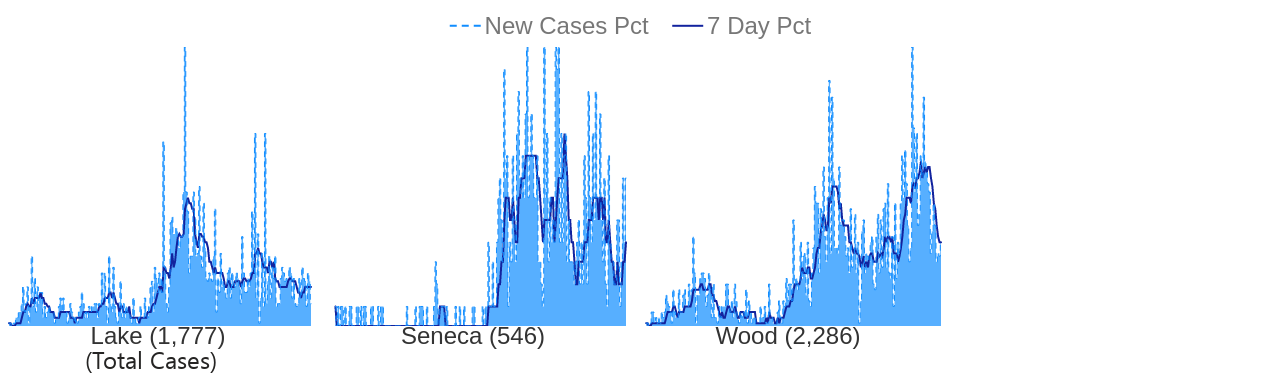 New Cases Pct 7 Day Pct
Lake (1,777) Seneca (546) Wood (2,286)
(Total Cases)